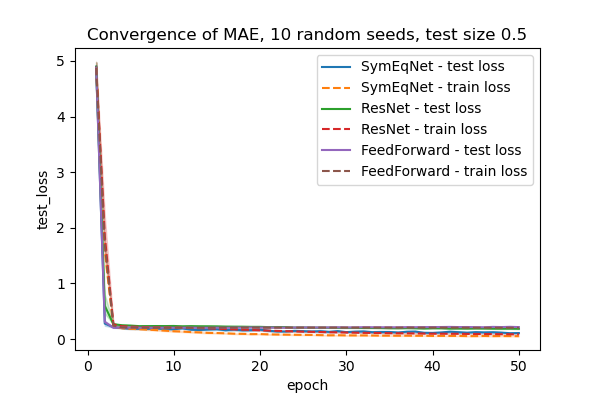 Convergence of MAE, 10 random seeds, test size 0.5
5
4
3
2
1
0
test_loss
SymEqNet - test loss
SymEqNet - train loss
ResNet - test loss
ResNet - train loss
FeedForward - test loss
FeedForward - train loss
0 10 20 30 40 50
epoch